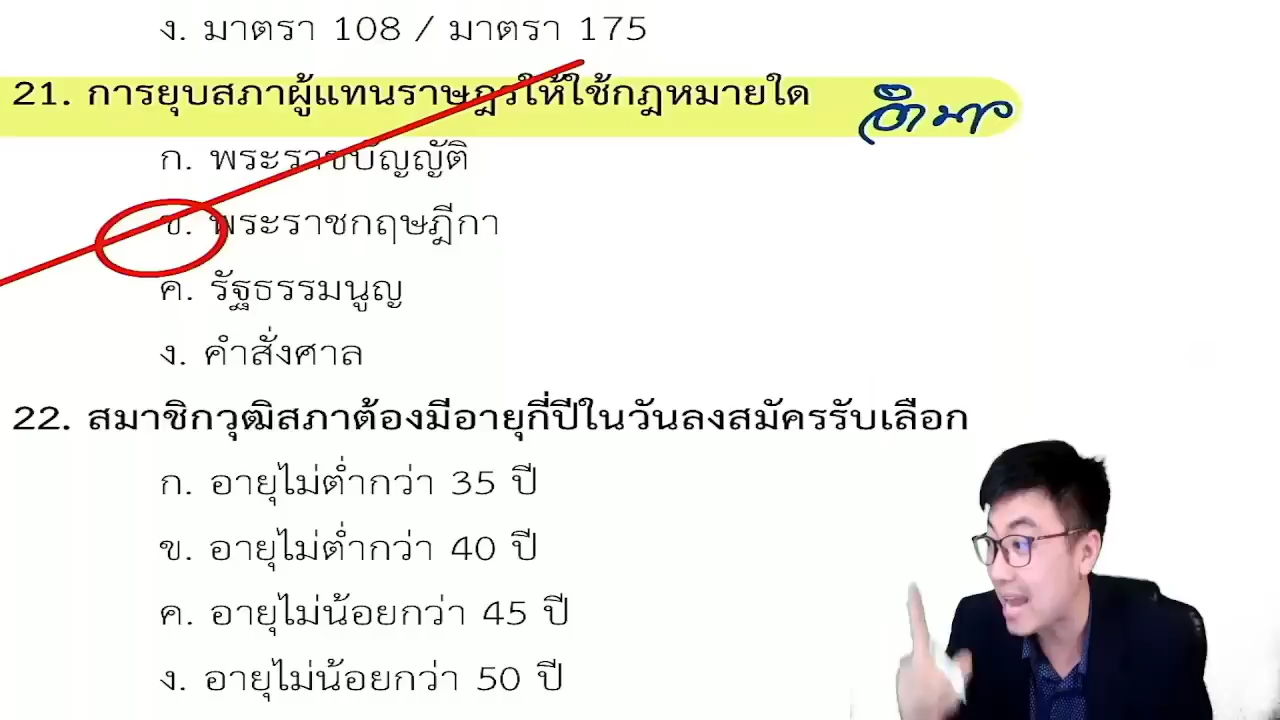 ง. มาตรา 108 / มาตรา 175
21. การยุบสภาผู้แทนราษฎรให้ใช้กฎหมายใด
ก. พระราชบัญญัติ
ข. พระราชกฤษฎีกา
ค. รัฐธรรมนูญ
ง. คำสั่งศาล
22. สมาชิกวุฒิสภาต้องมีอายุกี่ปีในวันลงสมัครรับเลือก
ก. อายุไม่ต่ำกว่า 35 ปี
ข. อายุไม่ต่ำกว่า 40 ปี
ค. อายุไม่น้อยกว่า 45 ปี
ง. อายุไม่น้อยกว่า 50 ปี